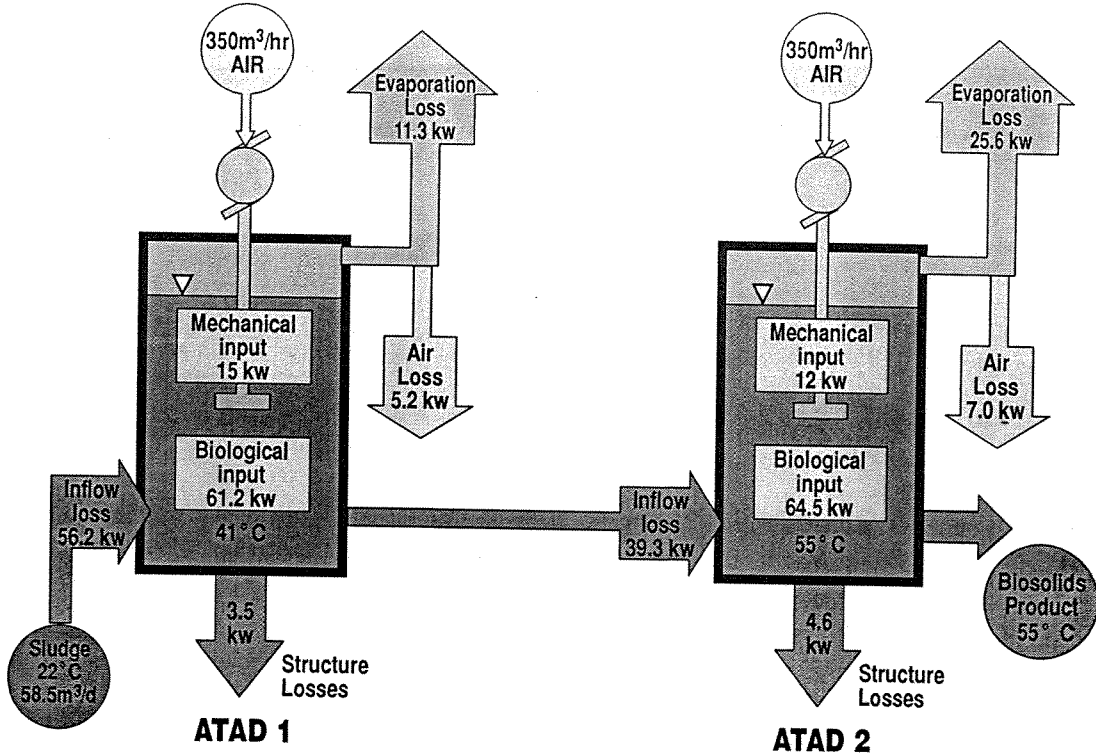 350m³/hr
AIR
Evaporation
Loss
11.3 kw
Mechanical
input
15 kw
Air
Loss
5.2 kw
Biological
input
61.2 kw
41° C
Inflow
loss
56.2 kw
Sludge
22°C
58.5m³/d
3.5
kw
Structure
Losses
ATAD 1
350m³/hr
AIR
Evaporation
Loss
25.6 kw
Mechanical
input
12 kw
Air
Loss
7.0 kw
Biological
input
64.5 kw
55° C
Inflow
loss
39.3 kw
4.6
kw
Structure
Losses
Biosolids
Product
55° C
ATAD 2